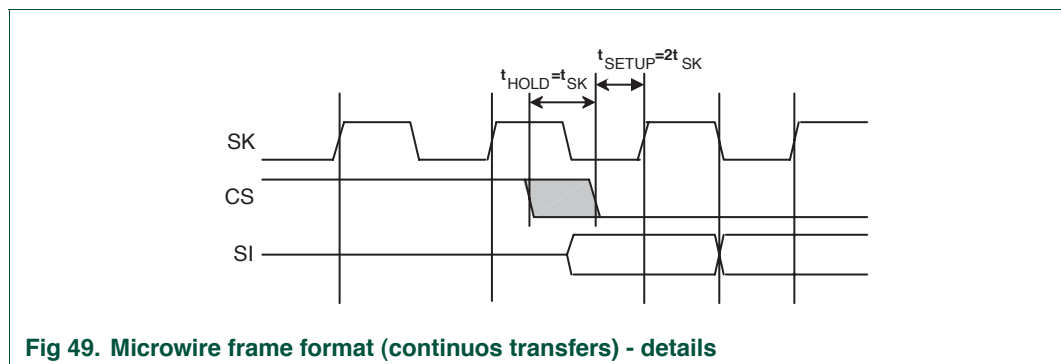 tSETUP=2tSK
tHOLD=tSK
SK
CS
SI
Fig 49. Microwire frame format (continuos transfers) - details